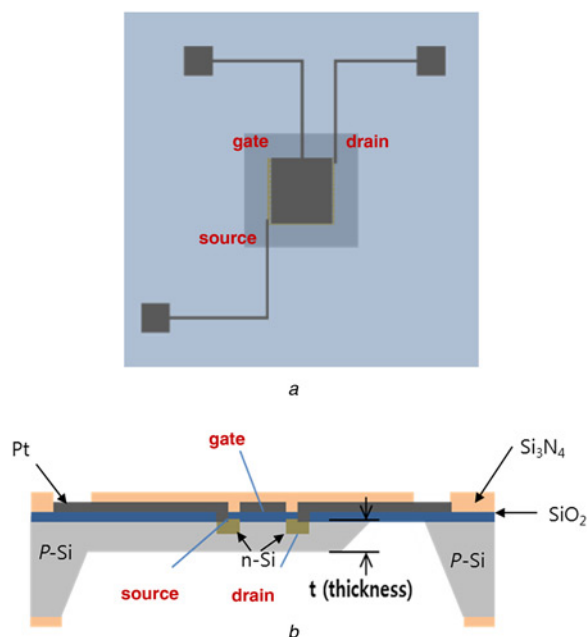 gate
drain
source
a
gate
Pt
Si₃N₄
SiO₂
P-Si
n-Si
P-Si
source
drain
t (thickness)
b